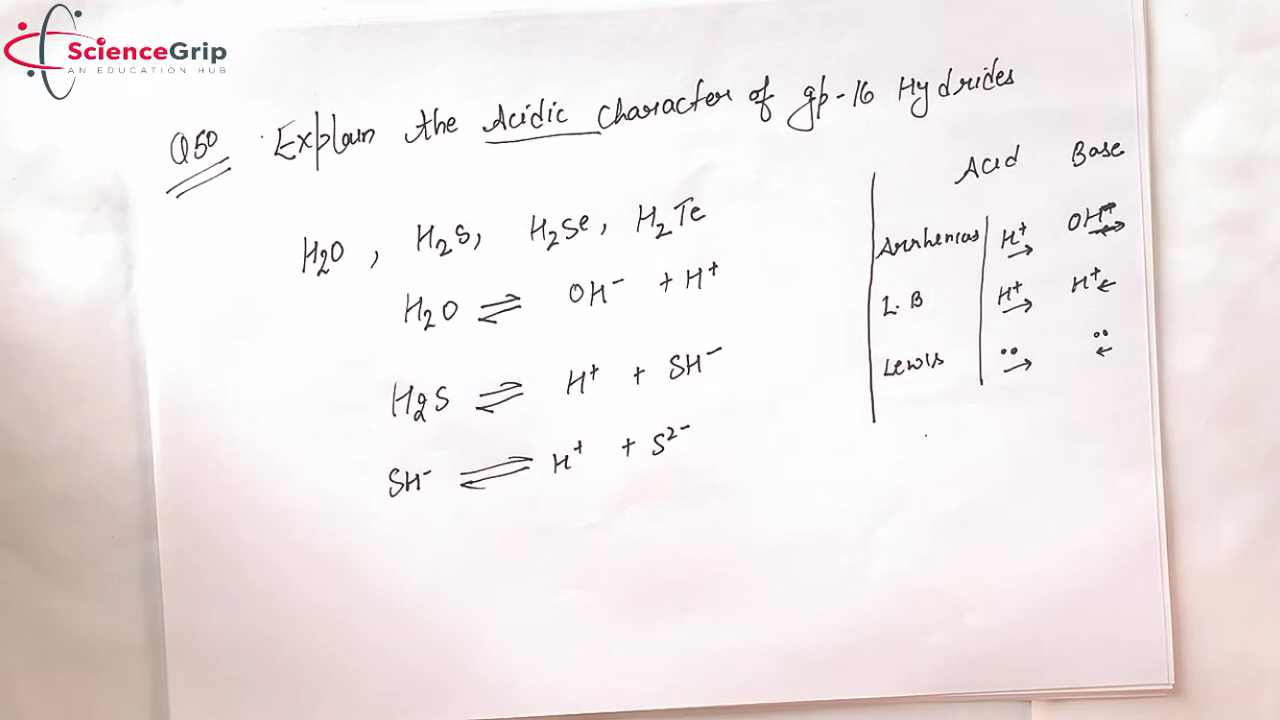 ScienceGrip
AN EDUCATION HUB
Q50 Explain the Acidic Character of gp-16 Hydrides
H₂O, H₂S, H₂Se, H₂Te
H₂O ⇌ OH⁻ + H⁺
H₂S ⇌ H⁺ + SH⁻
SH⁻ ⇌ H⁺ + S²⁻
Acid Base
Arrhenias H⁺ → OH
L.B H⁺ → H⁺ ←
Lewis •• → •• ←